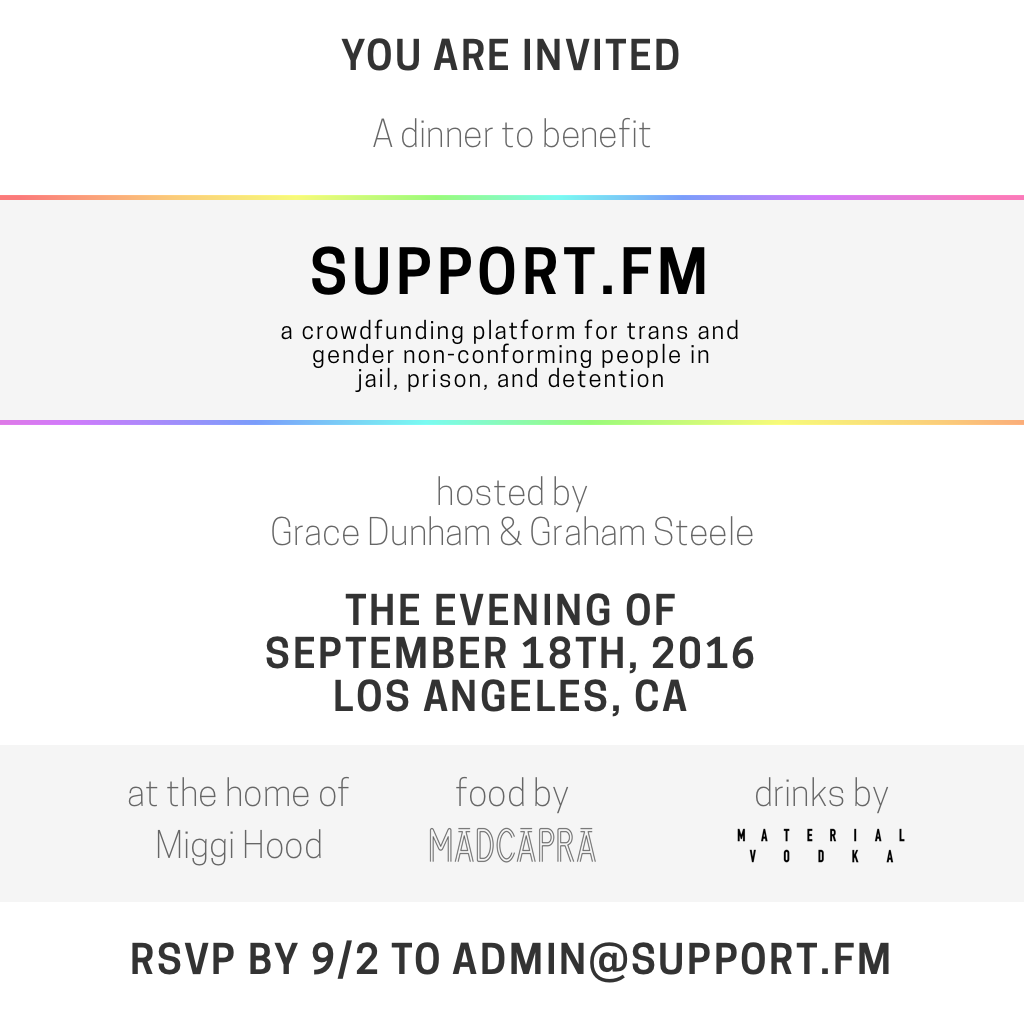 YOU ARE INVITED
A dinner to benefit
SUPPORT.FM
a crowdfunding platform for trans and
gender non-conforming people in
jail, prison, and detention
hosted by
Grace Dunham & Graham Steele
THE EVENING OF
SEPTEMBER 18TH, 2016
LOS ANGELES, CA
at the home of
Miggi Hood
food by
MADCAPRA
drinks by
MATERIAL
VODKA
RSVP BY 9/2 TO ADMIN@SUPPORT.FM